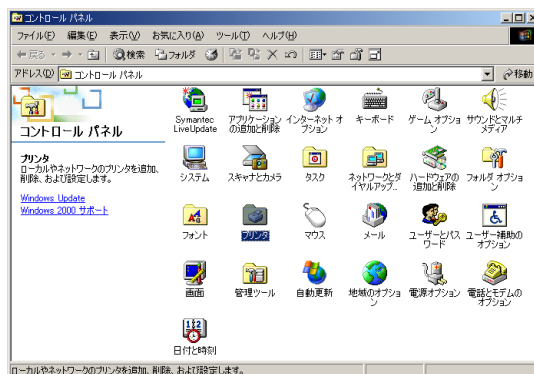 コントロール パネル
ファイル(F) 編集(E) 表示(V) お気に入り(A) ツール(T) ヘルプ(H)
戻る 検索 フォルダ
アドレス(D) コントロール パネル 移動
コントロール パネル
プリンタ
ローカルやネットワークのプリンタを追加、
削除、および設定します。
Windows Update
Windows 2000 サポート
Symantec
LiveUpdate
アプリケーション
の追加と削除
インターネット オ
プション
キーボード
ゲーム オプショ
ン
サウンドとマルチ
メディア
システム
スキャナとカメラ
タスク
ネットワークとダ
イヤルアップ...
ハードウェアの
追加と削除
フォルダ オプショ
ン
フォント
プリンタ
マウス
メール
ユーザーとパス
ワード
ユーザー補助の
オプション
画面
管理ツール
自動更新
地域のオプショ
ン
電源オプション
電話とモデムの
オプション
日付と時刻
ローカルやネットワークのプリンタを追加、削除、および設定します。